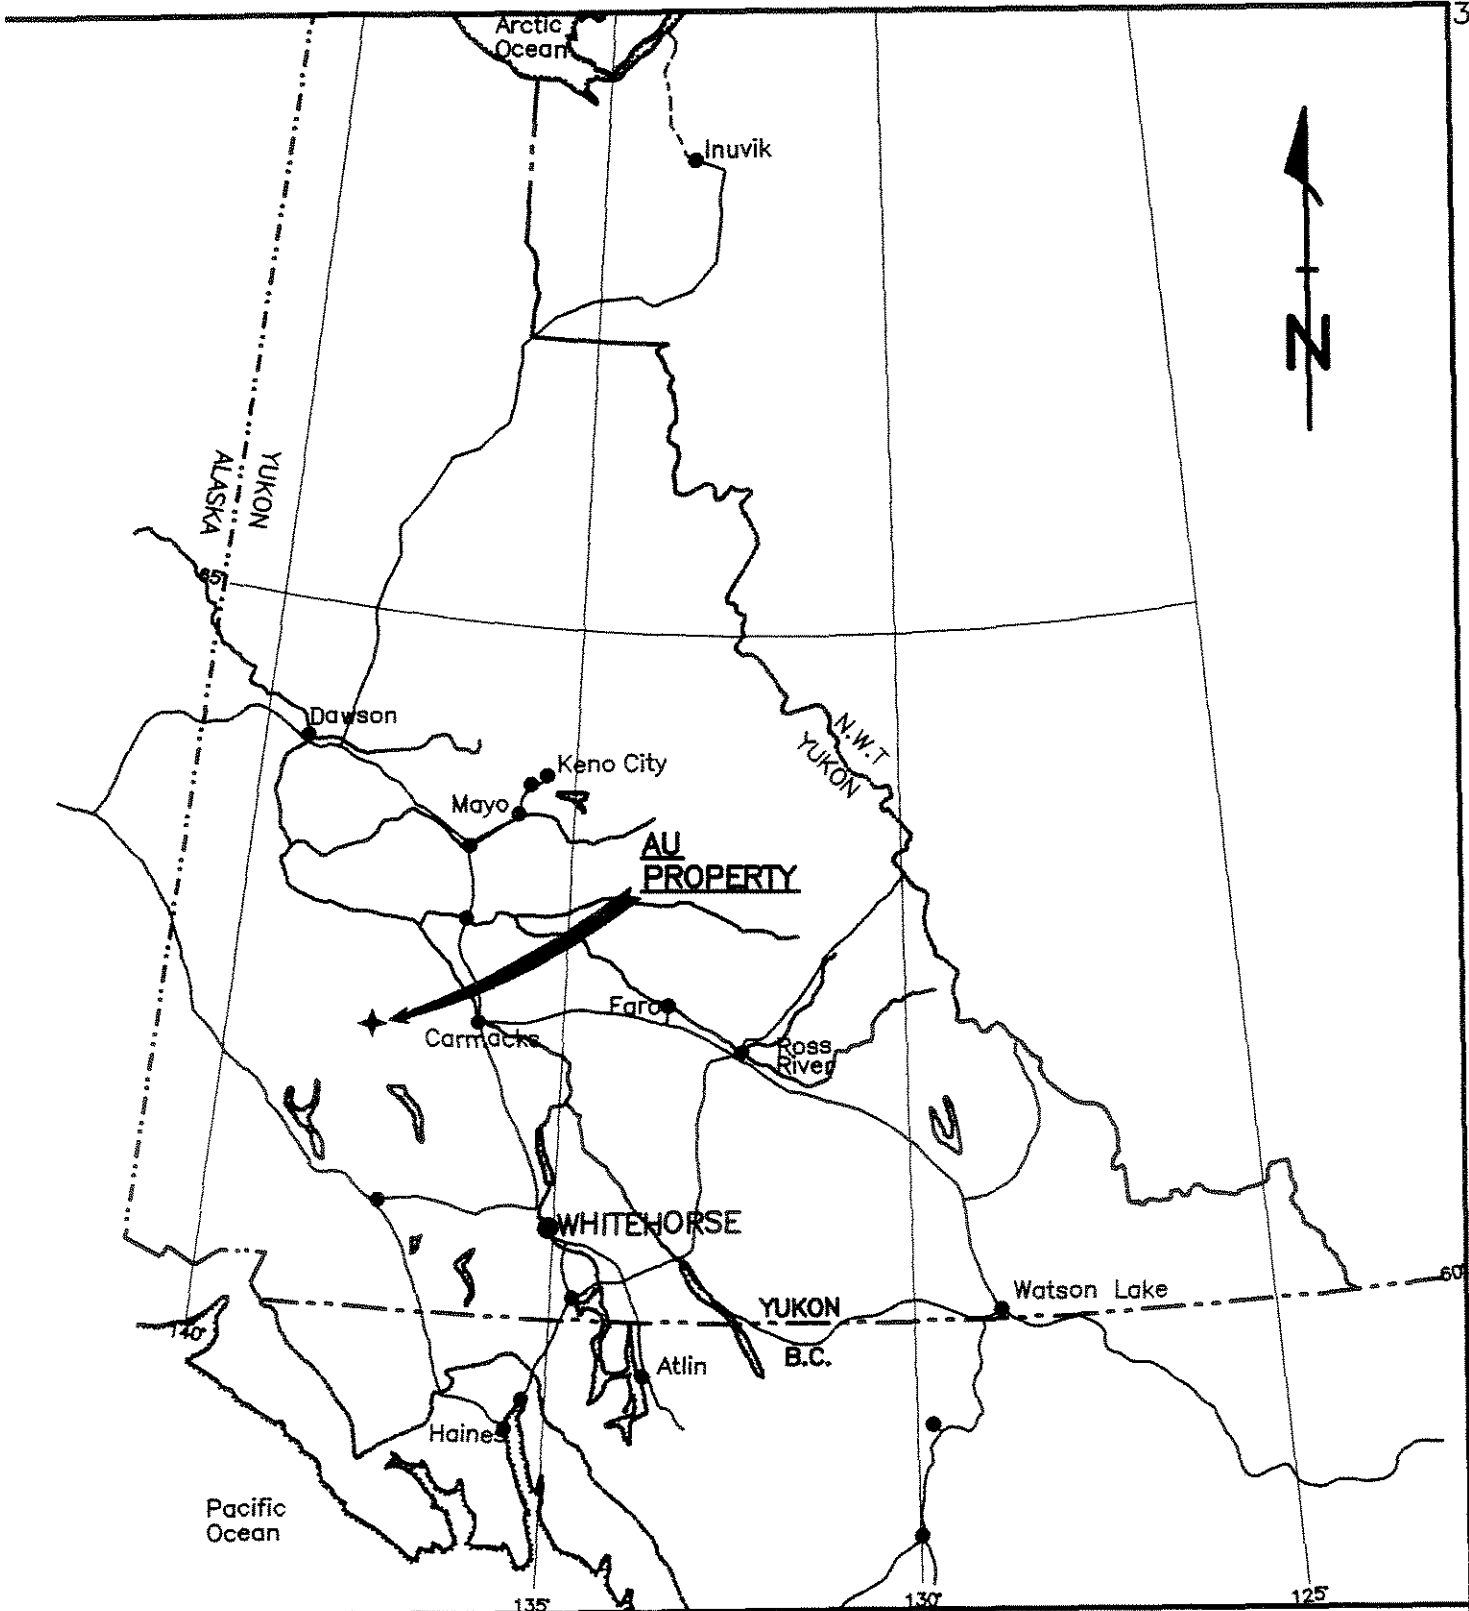 3
Arctic
Ocean
Inuvik
N
YUKON
ALASKA
65°
Dawson
N.W.T
YUKON
Keno City
Mayo
AU
PROPERTY
Faro
Carmacks
Ross
River
WHITEHORSE
60°
Watson Lake
YUKON
140°
B.C.
Atlin
Haines
Pacific
Ocean
135°
130°
125°